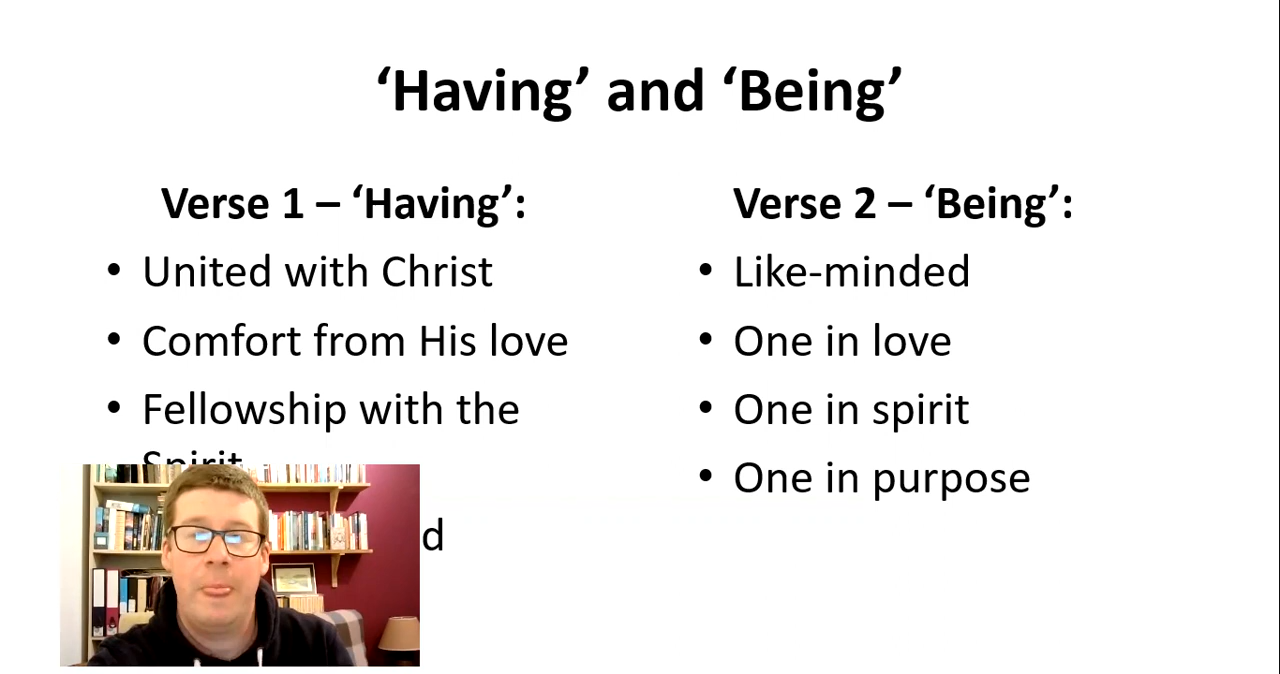 ‘Having’ and ‘Being’
Verse 1 – ‘Having’:
• United with Christ
• Comfort from His love
• Fellowship with the
Spirit
d
Verse 2 – ‘Being’:
• Like-minded
• One in love
• One in spirit
• One in purpose